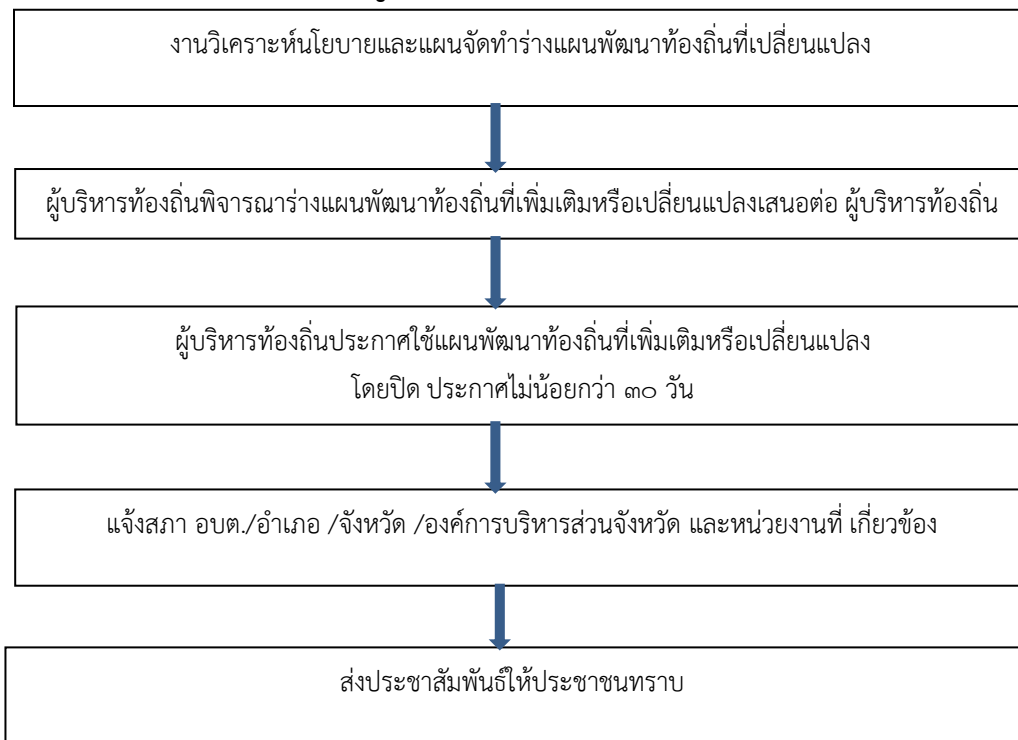 งานวิเคราะห์นโยบายและแผนจัดทำร่างแผนพัฒนาท้องถิ่นที่เปลี่ยนแปลง
ผู้บริหารท้องถิ่นพิจารณาร่างแผนพัฒนาท้องถิ่นที่เพิ่มเติมหรือเปลี่ยนแปลงเสนอต่อ ผู้บริหารท้องถิ่น
ผู้บริหารท้องถิ่นประกาศใช้แผนพัฒนาท้องถิ่นที่เพิ่มเติมหรือเปลี่ยนแปลง
โดยปิด ประกาศไม่น้อยกว่า ๓๐ วัน
แจ้งสภา อบต./อำเภอ /จังหวัด /องค์การบริหารส่วนจังหวัด และหน่วยงานที่ เกี่ยวข้อง
ส่งประชาสัมพันธ์ให้ประชาชนทราบ